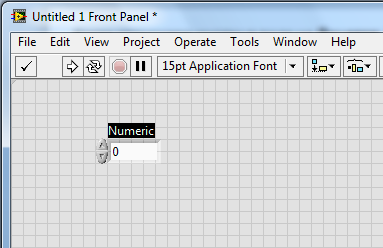 Untitled 1 Front Panel *
File Edit View Project Operate Tools Window Help
15pt Application Font
Numeric
0